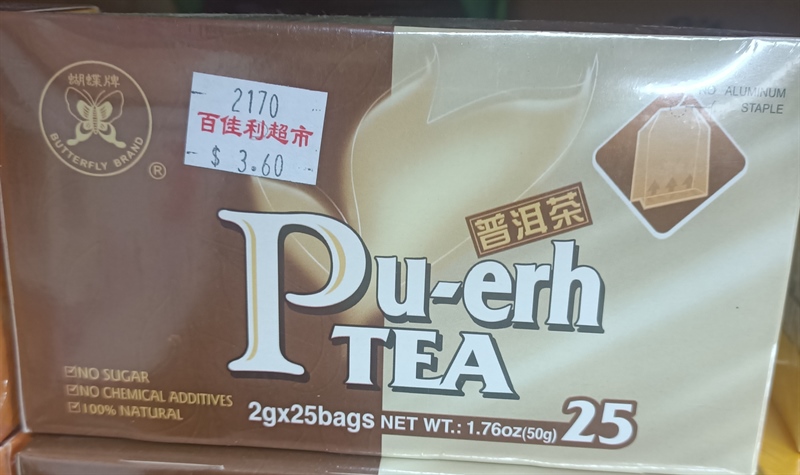 蝴蝶牌
BUTTERFLY BRAND
®
2170
百佳利超市
$ 3.60
NO ALUMINUM
STAPLE
普洱茶
Pu-erh
TEA
☑NO SUGAR
☑NO CHEMICAL ADDITIVES
☑100% NATURAL
2gx25bags NET WT.: 1.76oz(50g) 25